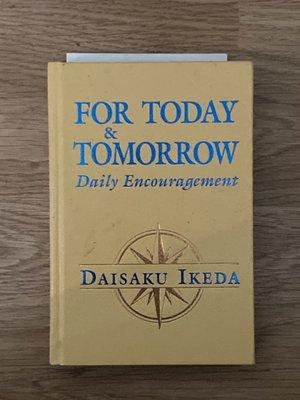 FOR TODAY
&
TOMORROW
Daily Encouragement
DAISAKU IKEDA